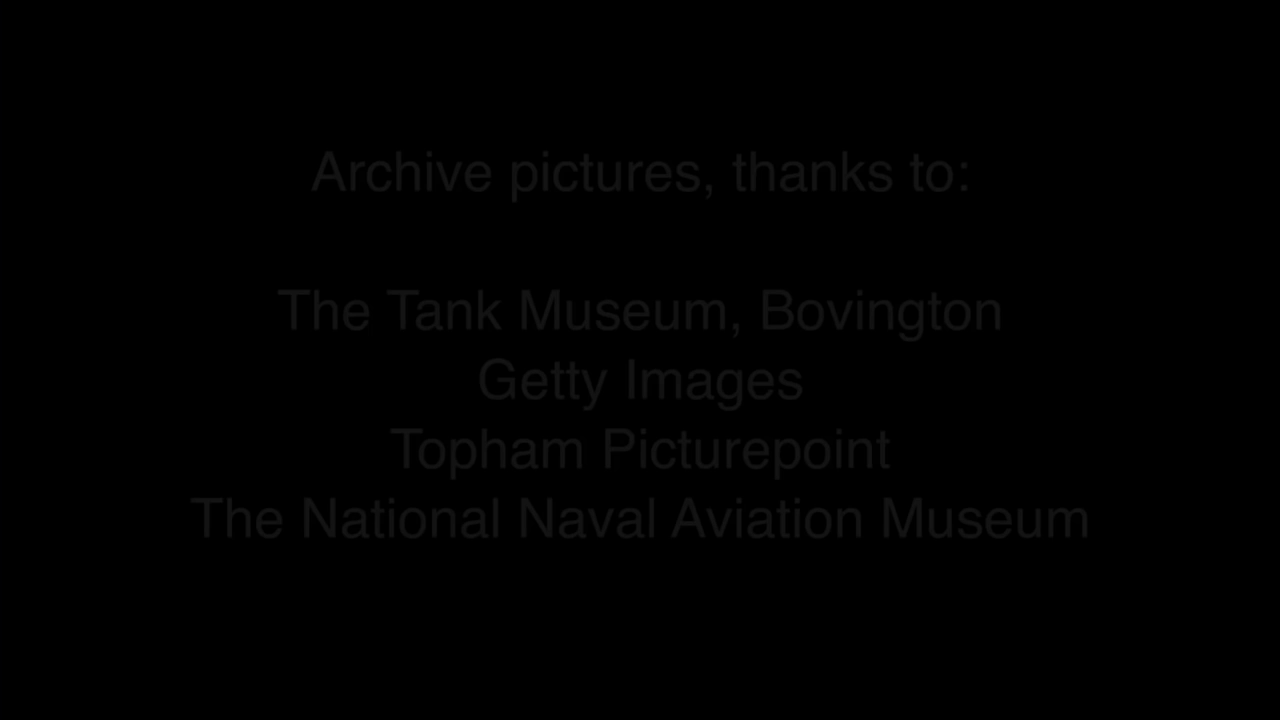 Archive pictures, thanks to:
The Tank Museum, Bovington
Getty Images
Topham Picturepoint
The National Naval Aviation Museum